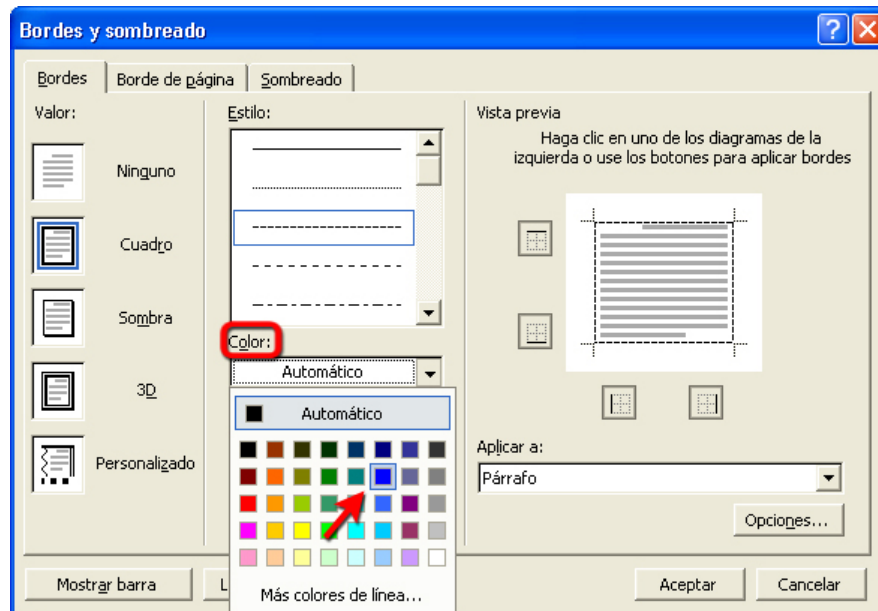 Bordes y sombreado
Bordes
Borde de página
Sombreado
Valor:
Ninguno
Cuadro
Sombra
3D
Personalizado
Estilo:
Color:
Automático
Automático
Más colores de línea...
Vista previa
Haga clic en uno de los diagramas de la
izquierda o use los botones para aplicar bordes
Aplicar a:
Párrafo
Opciones...
Mostrar barra
L
Aceptar
Cancelar